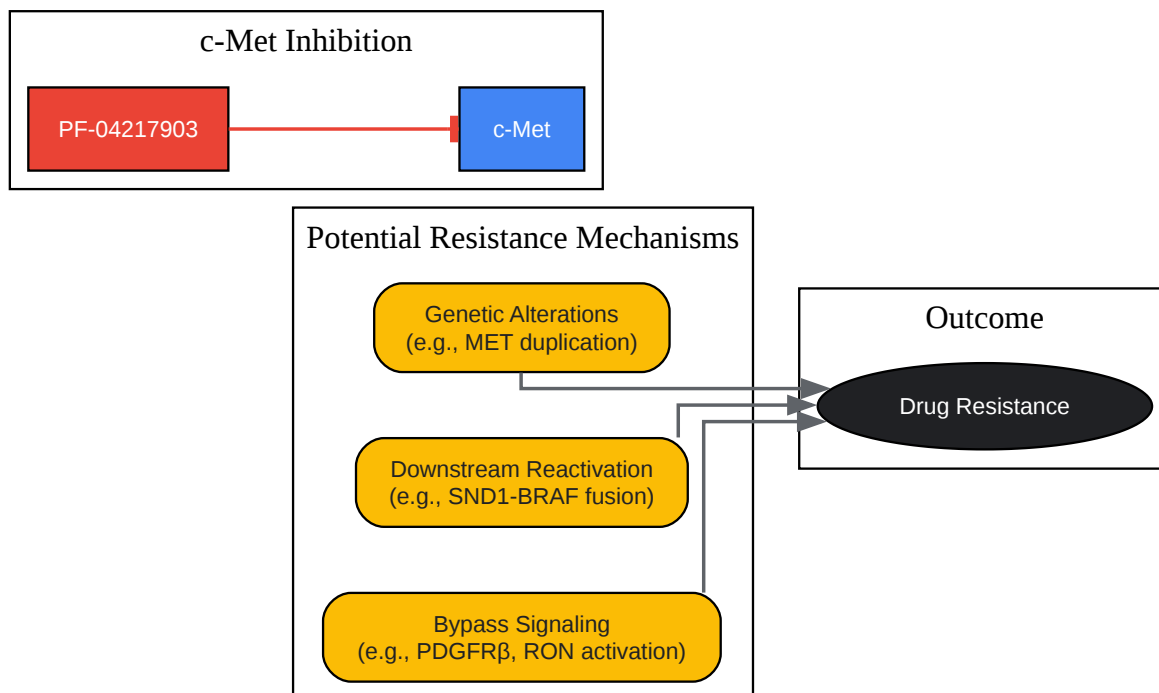 c-Met Inhibition
PF-04217903
c-Met
Potential Resistance Mechanisms
Genetic Alterations
(e.g., MET duplication)
Downstream Reactivation
(e.g., SND1-BRAF fusion)
Bypass Signaling
(e.g., PDGFRβ, RON activation)
Outcome
Drug Resistance